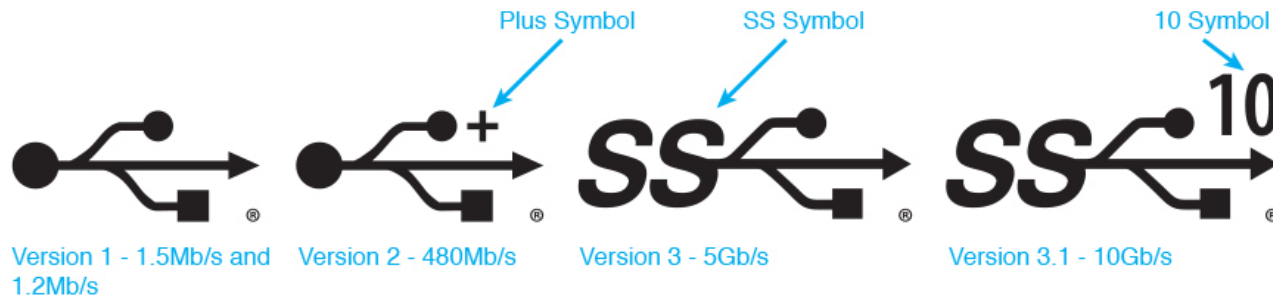 Plus Symbol
SS Symbol
10 Symbol
+
SS
SS
10
®
®
®
®
Version 1 - 1.5Mb/s and
1.2Mb/s
Version 2 - 480Mb/s
Version 3 - 5Gb/s
Version 3.1 - 10Gb/s